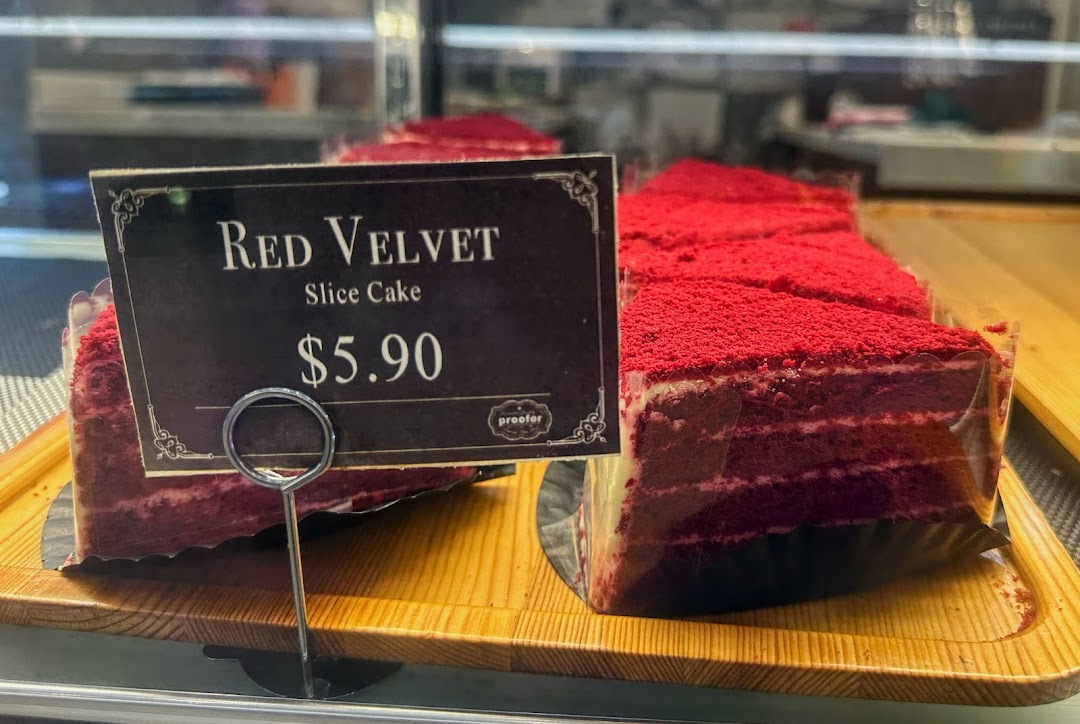 Red Velvet
Slice Cake
$5.90
proofer